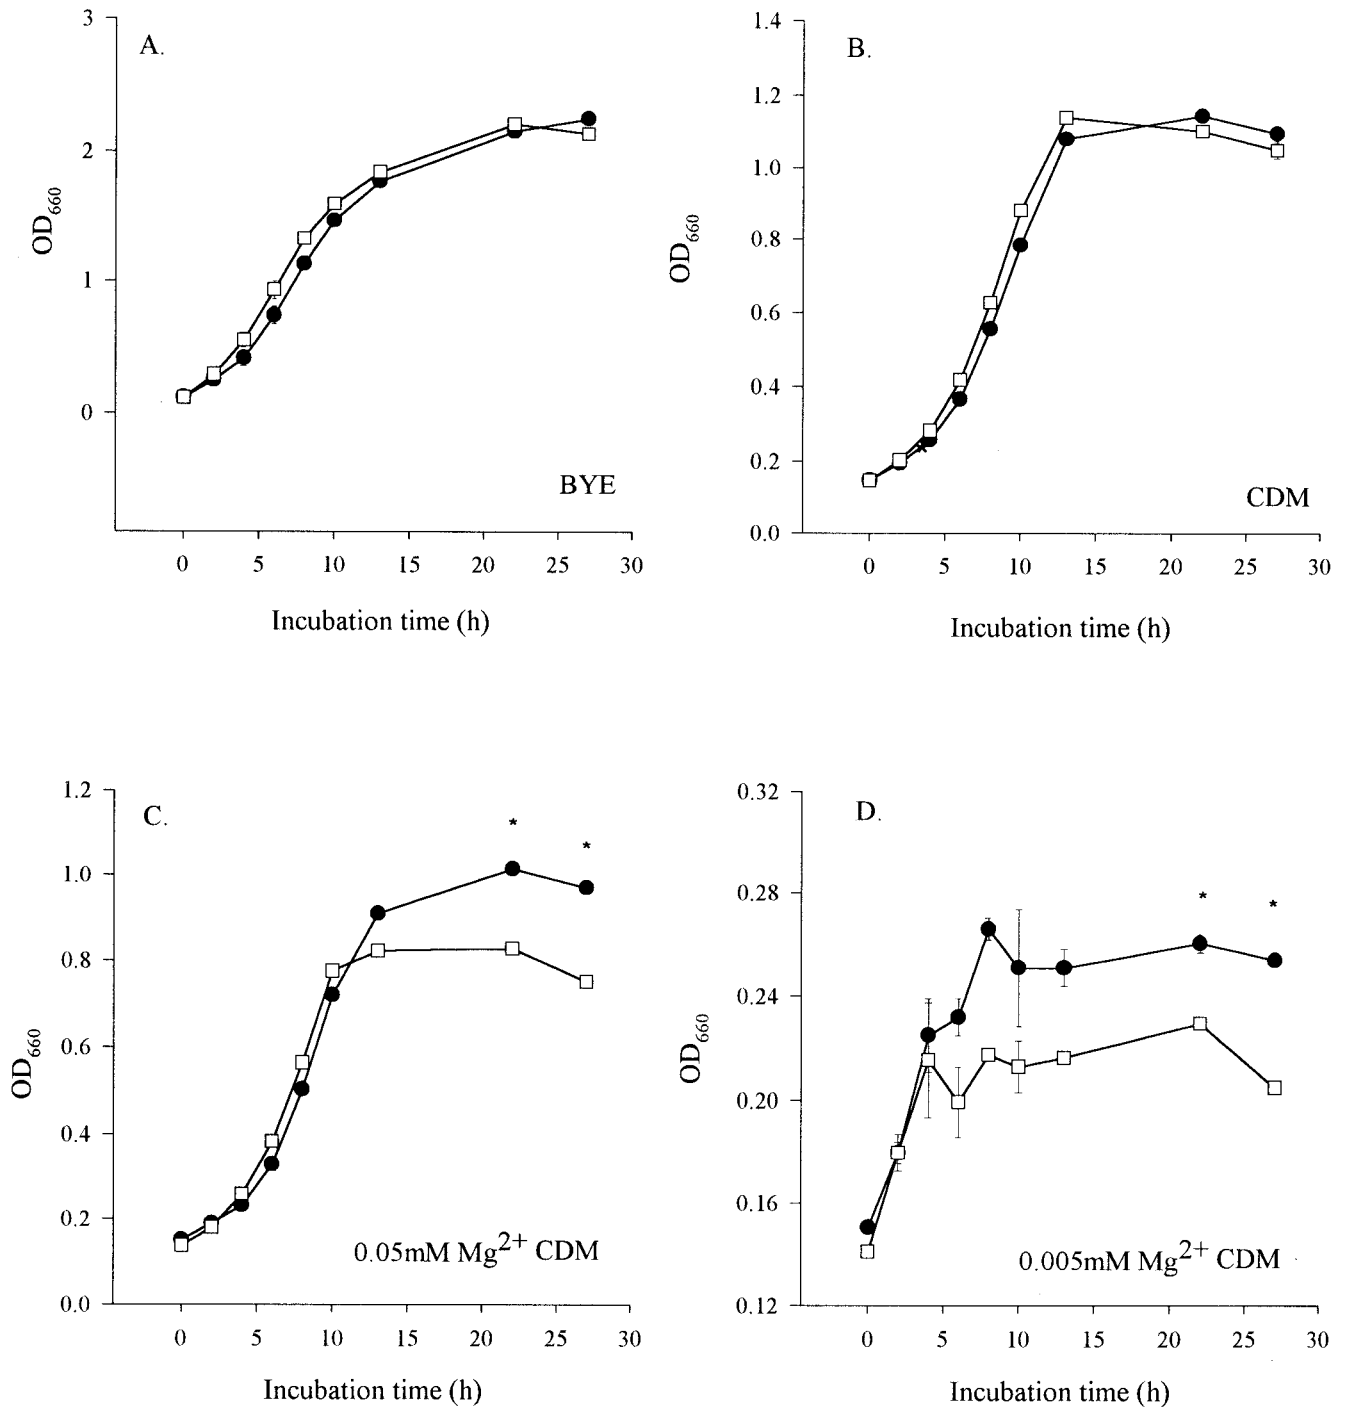 A.
3
2
1
0
OD660
BYE
0 5 10 15 20 25 30
Incubation time (h)
B.
1.4
1.2
1.0
0.8
0.6
0.4
0.2
0.0
OD660
CDM
0 5 10 15 20 25 30
Incubation time (h)
C.
1.2
1.0
0.8
0.6
0.4
0.2
0.0
OD660
* *
0.05mM Mg2+ CDM
0 5 10 15 20 25 30
Incubation time (h)
D.
0.32
0.28
0.24
0.20
0.16
0.12
OD660
* *
0.005mM Mg2+ CDM
0 5 10 15 20 25 30
Incubation time (h)